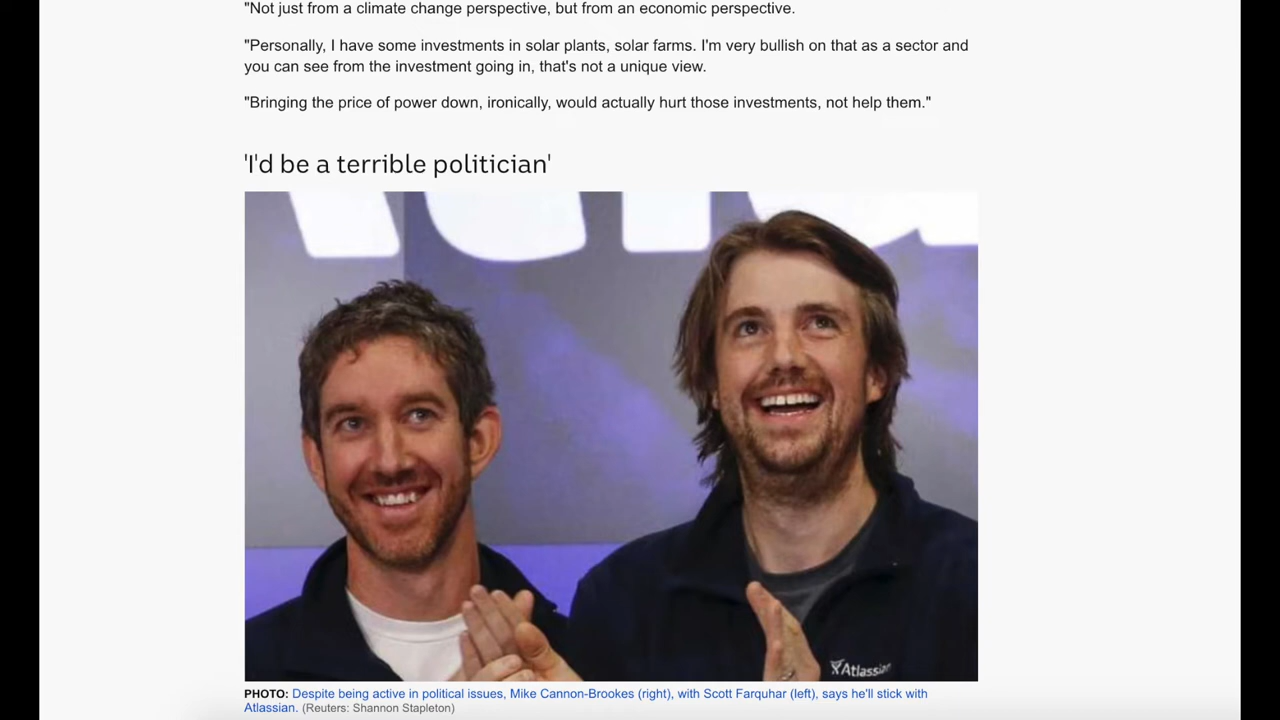 "Not just from a climate change perspective, but from an economic perspective.
"Personally, I have some investments in solar plants, solar farms. I'm very bullish on that as a sector and
you can see from the investment going in, that's not a unique view.
"Bringing the price of power down, ironically, would actually hurt those investments, not help them."
'I'd be a terrible politician'
Atlassian
PHOTO: Despite being active in political issues, Mike Cannon-Brookes (right), with Scott Farquhar (left), says he'll stick with
Atlassian. (Reuters: Shannon Stapleton)